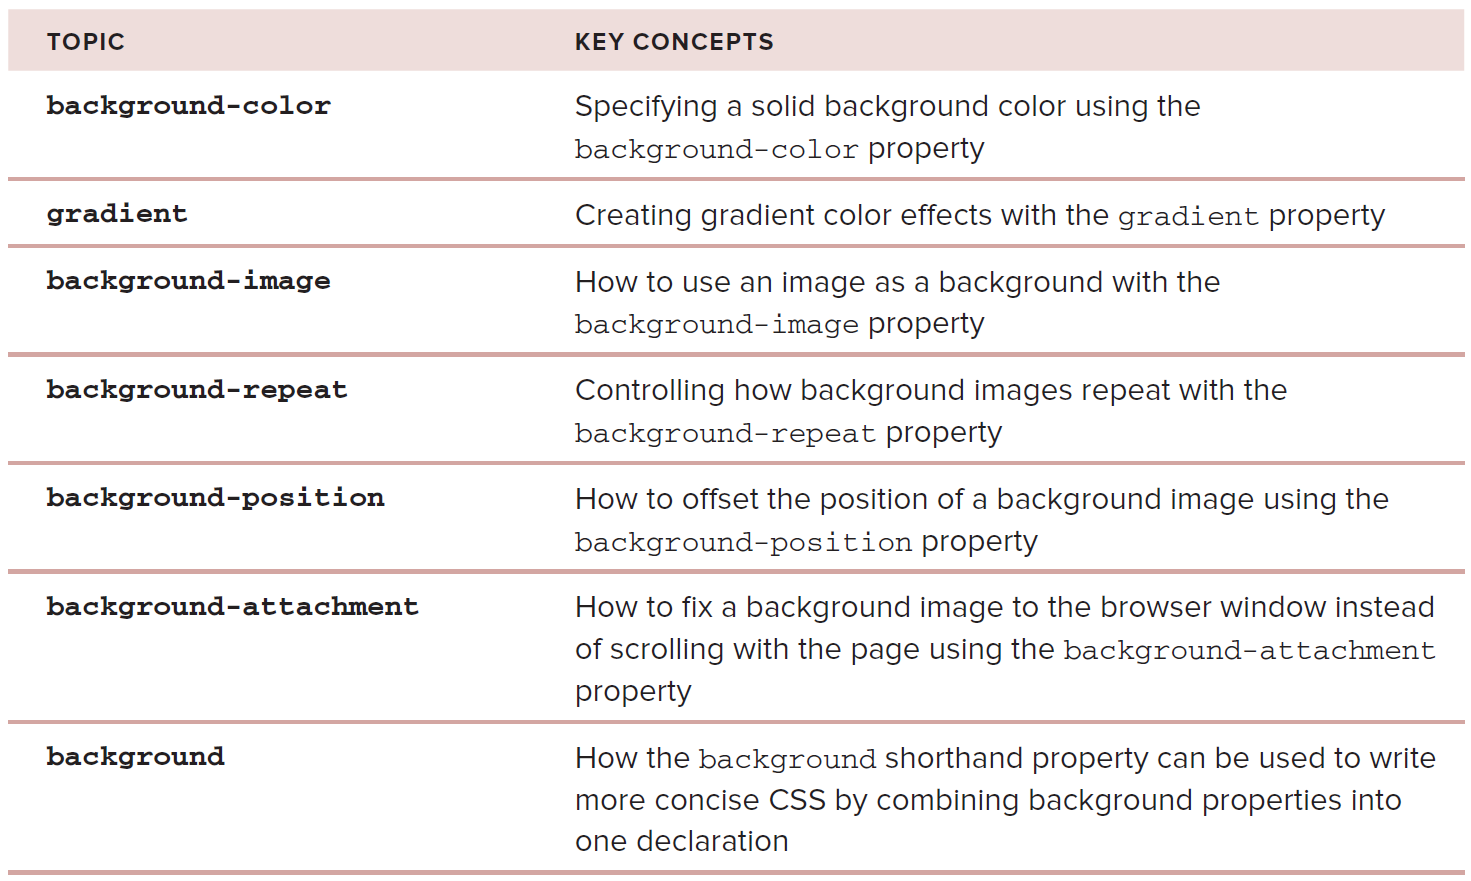 TOPIC KEY CONCEPTS
background-color Specifying a solid background color using the
background-color property
gradient Creating gradient color effects with the gradient property
background-image How to use an image as a background with the
background-image property
background-repeat Controlling how background images repeat with the
background-repeat property
background-position How to offset the position of a background image using the
background-position property
background-attachment How to fix a background image to the browser window instead
of scrolling with the page using the background-attachment
property
background How the background shorthand property can be used to write
more concise CSS by combining background properties into
one declaration